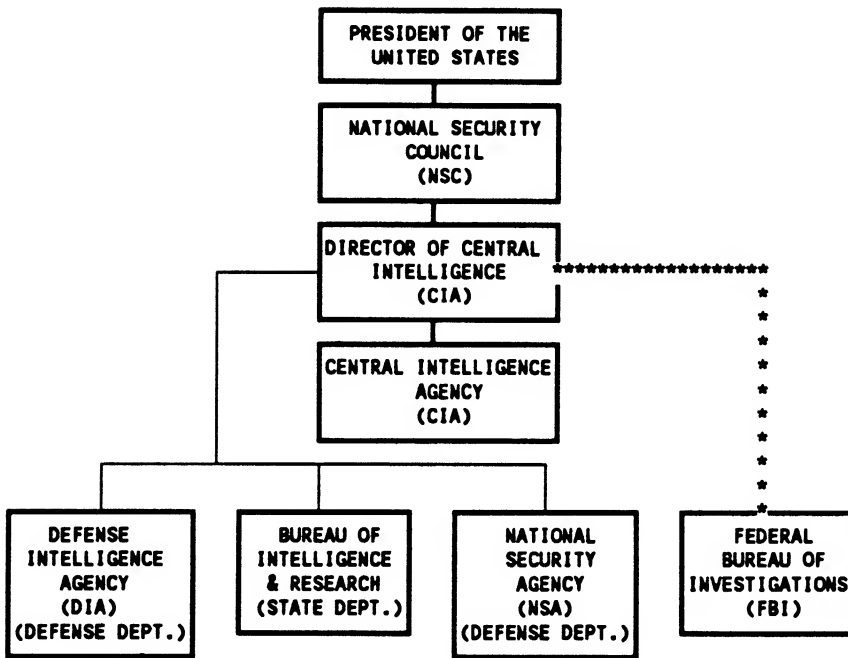 PRESIDENT OF THE
UNITED STATES
NATIONAL SECURITY
COUNCIL
(NSC)
DIRECTOR OF CENTRAL
INTELLIGENCE
(CIA)
CENTRAL INTELLIGENCE
AGENCY
(CIA)
DEFENSE
INTELLIGENCE
AGENCY
(DIA)
(DEFENSE DEPT.)
BUREAU OF
INTELLIGENCE
& RESEARCH
(STATE DEPT.)
NATIONAL
SECURITY
AGENCY
(NSA)
(DEFENSE DEPT.)
FEDERAL
BUREAU OF
INVESTIGATIONS
(FBI)